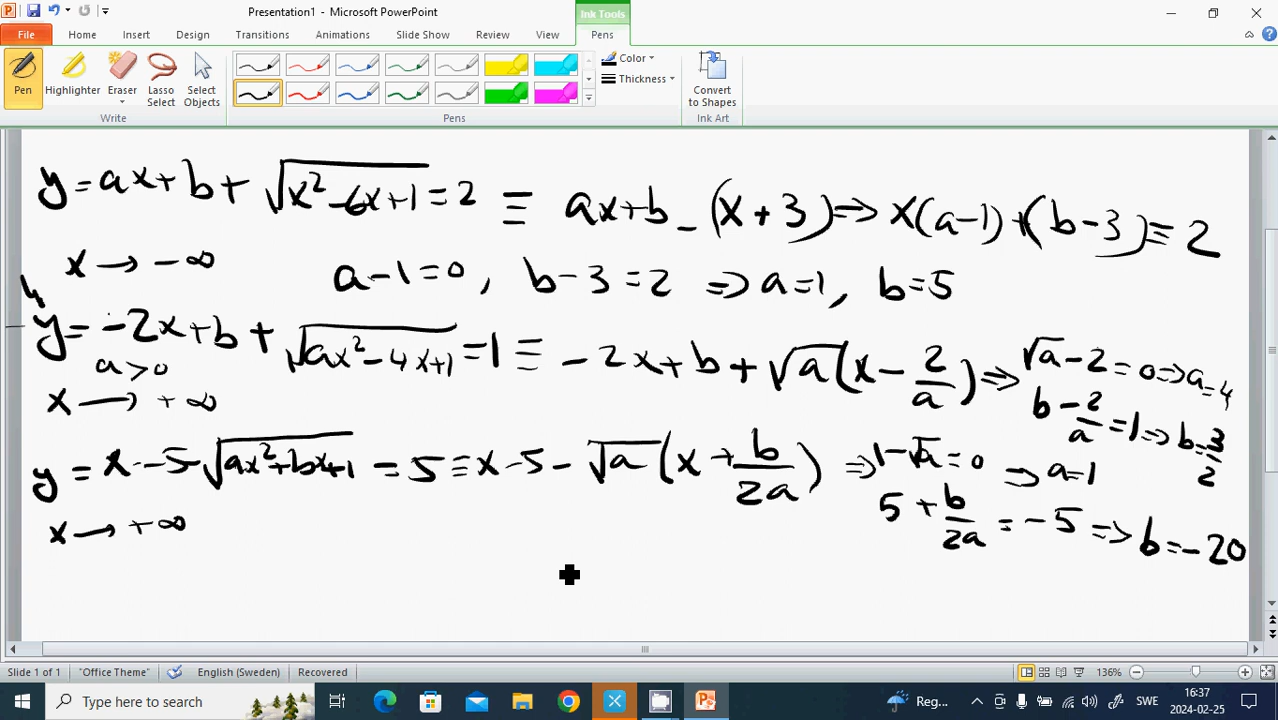 Presentation1 - Microsoft PowerPoint
Ink Tools
File Home Insert Design Transitions Animations Slide Show Review View Pens
Pen Highlighter Eraser Lasso Select Select Objects
Color
Thickness
Convert to Shapes
Write Pens Ink Art
y=ax+b+√(x²-6x+1)=2 ≡ ax+b-(x+3)⇒x(a-1)+(b-3)≡2
x→-∞ a-1=0, b-3=2 ⇒a=1, b=5
y=-2x+b+√(ax²-4x+1)=1≡-2x+b+√a(x-2/a)⇒√a-2=0⇒a=4
a>0
b-2/a=1⇒b=3/2
x→+∞
y=x-5-√(ax²+bx+1)=5≡x-5-√a(x+b/2a)⇒1-√a=0⇒a=1
5+b/2a=-5⇒b=-20
x→+∞
Slide 1 of 1 "Office Theme" English (Sweden) Recovered 136%
Type here to search Reg... SWE 16:37
2024-02-25